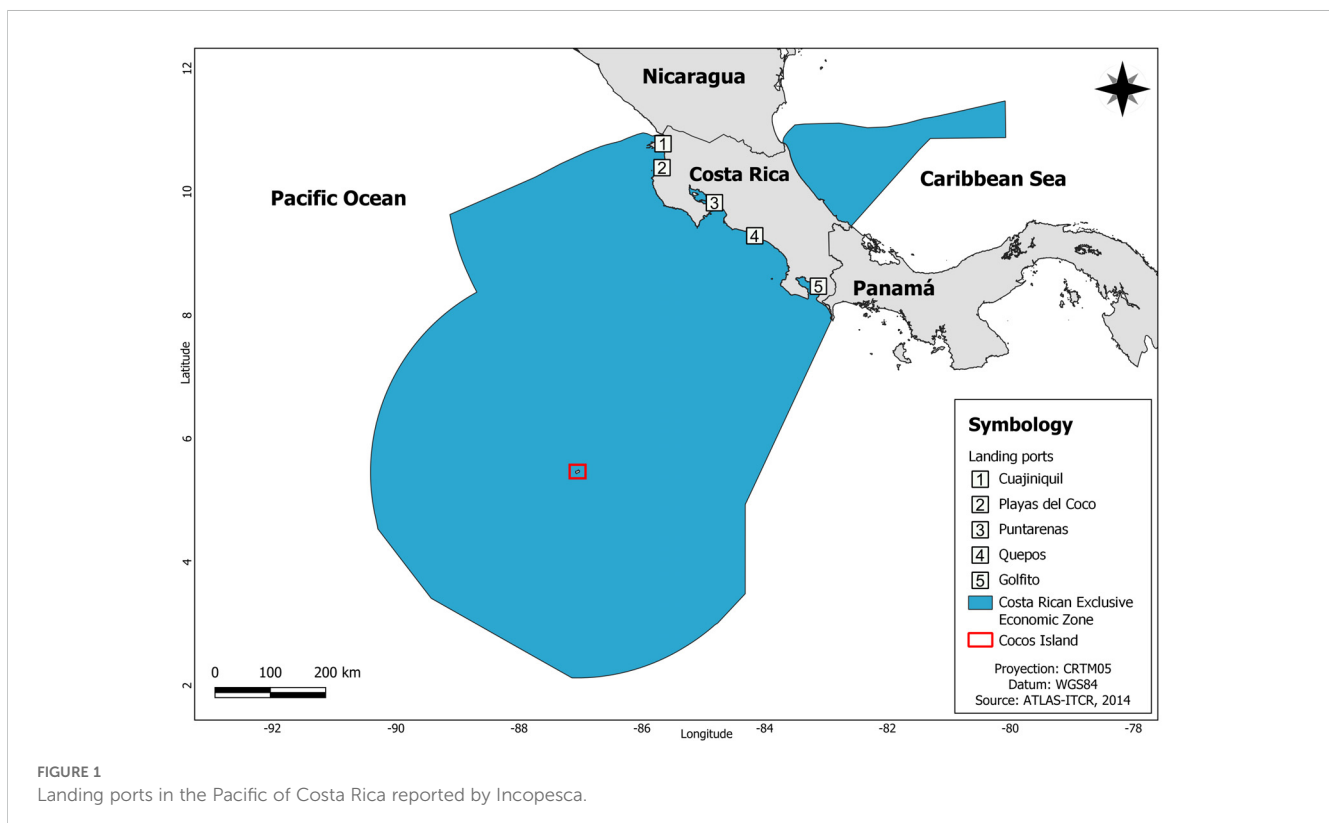 Nicaragua
Costa Rica
Pacific Ocean
Caribbean Sea
Panamá
1
2
3
4
5
12
10
8
6
4
2
Latitude
-92
-90
-88
-86
-84
-82
-80
-78
Longitude
0 100 200 km
Symbology
Landing ports
1 Cuajiniquil
2 Playas del Coco
3 Puntarenas
4 Quepos
5 Golfito
Costa Rican Exclusive
Economic Zone
Cocos Island
Proyection: CRTM05
Datum: WGS84
Source: ATLAS-ITCR, 2014
FIGURE 1
Landing ports in the Pacific of Costa Rica reported by Incopesca.